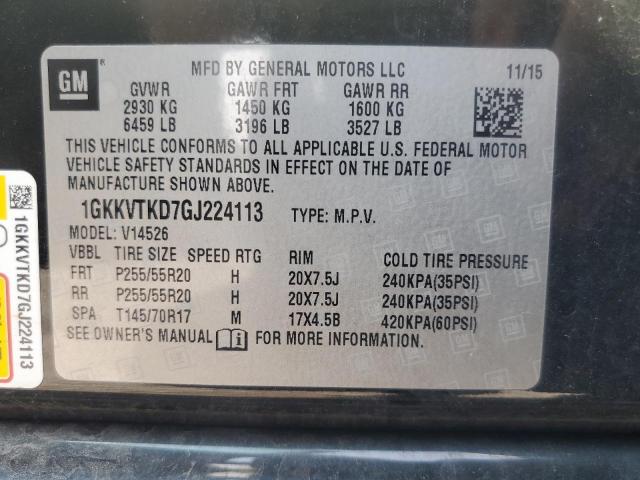 GM ®
MFD BY GENERAL MOTORS LLC 11/15
GVWR GAWR FRT GAWR RR
2930 KG 1450 KG 1600 KG
6459 LB 3196 LB 3527 LB
THIS VEHICLE CONFORMS TO ALL APPLICABLE U.S. FEDERAL MOTOR
VEHICLE SAFETY STANDARDS IN EFFECT ON THE DATE OF
MANUFACTURE SHOWN ABOVE.
1GKKVTKD7GJ224113 TYPE: M.P.V.
MODEL: V14526
VBBL TIRE SIZE SPEED RTG RIM COLD TIRE PRESSURE
FRT P255/55R20 H 20X7.5J 240KPA(35PSI)
RR P255/55R20 H 20X7.5J 240KPA(35PSI)
SPA T145/70R17 M 17X4.5B 420KPA(60PSI)
SEE OWNER'S MANUAL i FOR MORE INFORMATION.
1GKKVTKD7GJ224113